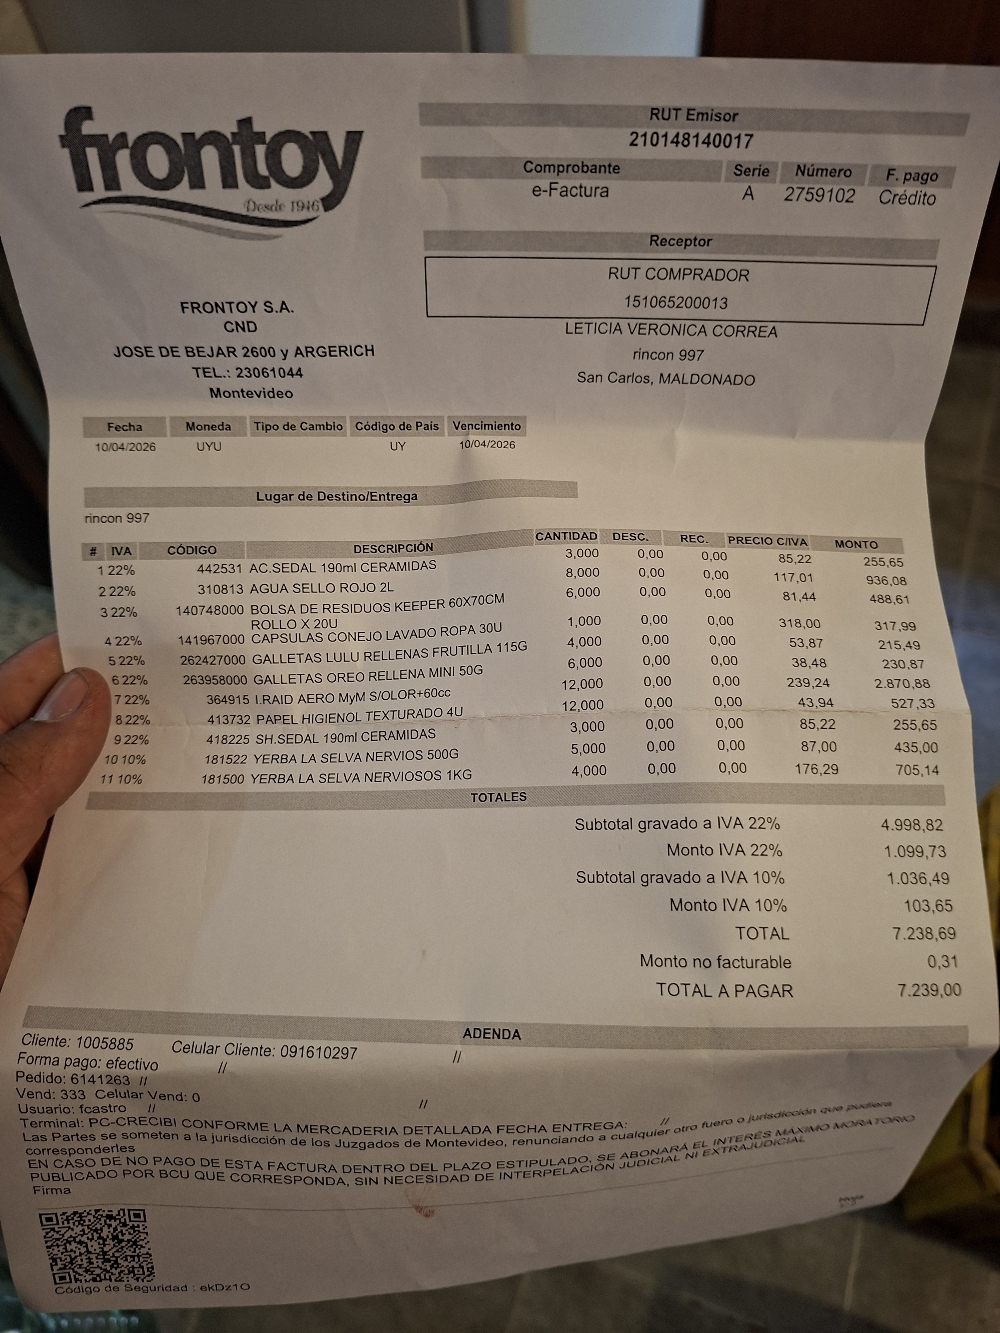 frontoy
Desde 1946
RUT Emisor
210148140017
Comprobante Serie Número F. pago
e-Factura A 2759102 Crédito
Receptor
RUT COMPRADOR
151065200013
LETICIA VERONICA CORREA
rincon 997
San Carlos, MALDONADO
FRONTOY S.A.
CND
JOSE DE BEJAR 2600 y ARGERICH
TEL.: 23061044
Montevideo
Fecha Moneda Tipo de Cambio Código de País Vencimiento
10/04/2026 UYU UY 10/04/2026
Lugar de Destino/Entrega
rincon 997
# IVA CÓDIGO DESCRIPCIÓN CANTIDAD DESC. REC. PRECIO C/IVA MONTO
1 22% 442531 AC.SEDAL 190ml CERAMIDAS 3,000 0,00 0,00 85,22 255,65
2 22% 310813 AGUA SELLO ROJO 2L 8,000 0,00 0,00 117,01 936,08
3 22% 140748000 BOLSA DE RESIDUOS KEEPER 60X70CM 6,000 0,00 0,00 81,44 488,61
ROLLO X 20U
4 22% 141967000 CAPSULAS CONEJO LAVADO ROPA 30U 1,000 0,00 0,00 318,00 317,99
5 22% 262427000 GALLETAS LULU RELLENAS FRUTILLA 115G 4,000 0,00 0,00 53,87 215,49
6 22% 263958000 GALLETAS OREO RELLENA MINI 50G 6,000 0,00 0,00 38,48 230,87
7 22% 364915 I.RAID AERO MyM S/OLOR+60cc 12,000 0,00 0,00 239,24 2.870,88
8 22% 413732 PAPEL HIGIENOL TEXTURADO 4U 12,000 0,00 0,00 43,94 527,33
9 22% 418225 SH.SEDAL 190ml CERAMIDAS 3,000 0,00 0,00 85,22 255,65
10 10% 181522 YERBA LA SELVA NERVIOS 500G 5,000 0,00 0,00 87,00 435,00
11 10% 181500 YERBA LA SELVA NERVIOSOS 1KG 4,000 0,00 0,00 176,29 705,14
TOTALES
Subtotal gravado a IVA 22% 4.998,82
Monto IVA 22% 1.099,73
Subtotal gravado a IVA 10% 1.036,49
Monto IVA 10% 103,65
TOTAL 7.238,69
Monto no facturable 0,31
TOTAL A PAGAR 7.239,00
ADENDA
Cliente: 1005885 Celular Cliente: 091610297 //
Forma pago: efectivo //
Pedido: 6141263 //
Vend: 333 Celular Vend: 0
Usuario: fcastro // //
Terminal: PC-CRECIBI CONFORME LA MERCADERIA DETALLADA FECHA ENTREGA: //
Las Partes se someten a la jurisdicción de los Juzgados de Montevideo, renunciando a cualquier otro fuero o jurisdicción que pudiera
corresponderles
EN CASO DE NO PAGO DE ESTA FACTURA DENTRO DEL PLAZO ESTIPULADO, SE ABONARÁ EL INTERÉS MAXIMO MORATORIO
PUBLICADO POR BCU QUE CORRESPONDA, SIN NECESIDAD DE INTERPELACIÓN JUDICIAL NI EXTRAJUDICIAL
Firma
Código de Seguridad : ekDz1O